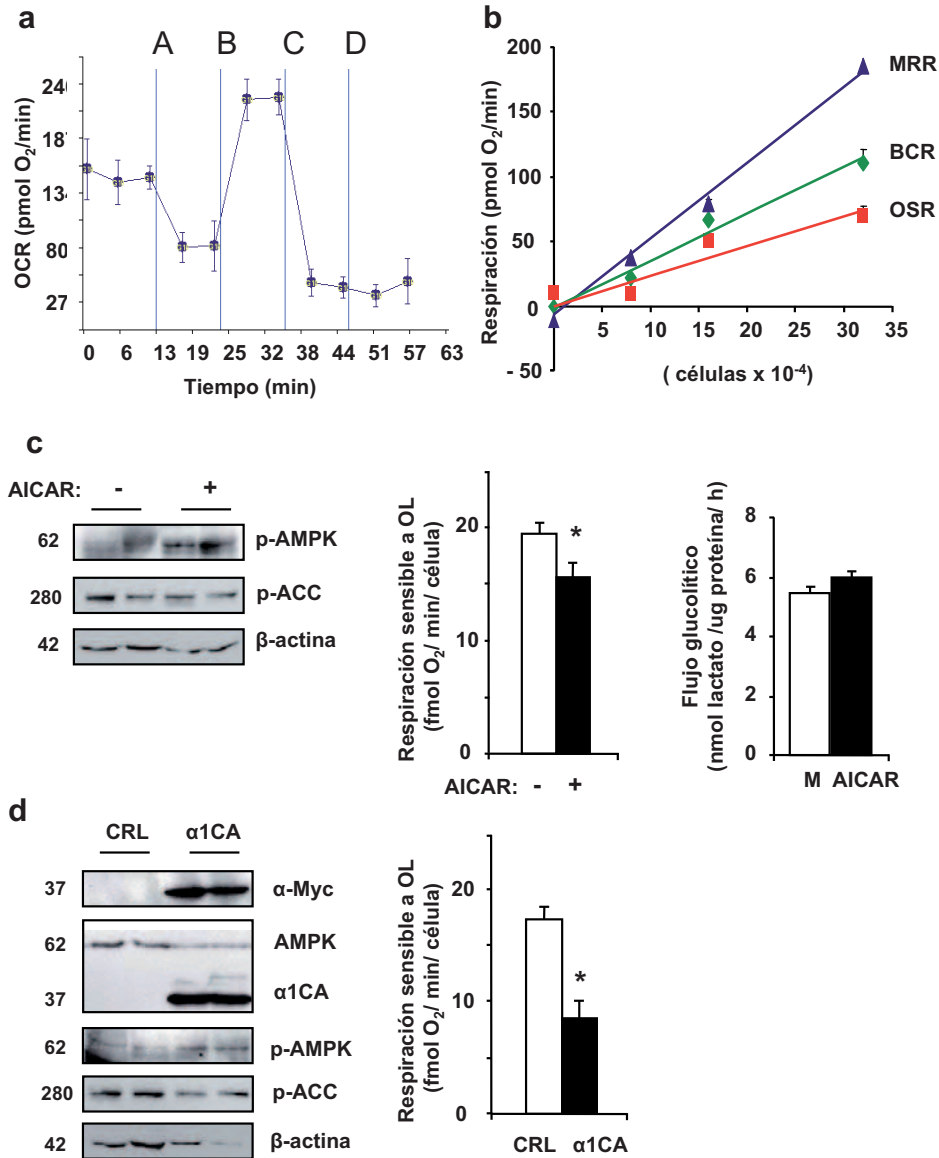 a
A B C D
OCR (pmol O₂/min)
24
18
13
80
27
0 6 13 19 25 32 38 44 51 57 63
Tiempo (min)
b
Respiración (pmol O₂/min)
200
150
100
50
0
- 50
5 10 15 20 25 30 35
( células x 10⁻⁴)
MRR
BCR
OSR
c
AICAR: - +
62 p-AMPK
280 p-ACC
42 β-actina
Respiración sensible a OL
(fmol O₂/ min/ célula)
20
10
0
*
AICAR: - +
Flujo glucolítico
(nmol lactato /ug proteína/ h)
8
6
4
2
0
M AICAR
d
CRL α1CA
37 α-Myc
62 AMPK
37 α1CA
62 p-AMPK
280 p-ACC
42 β-actina
Respiración sensible a OL
(fmol O₂/ min/ célula)
20
10
0
*
CRL α1CA